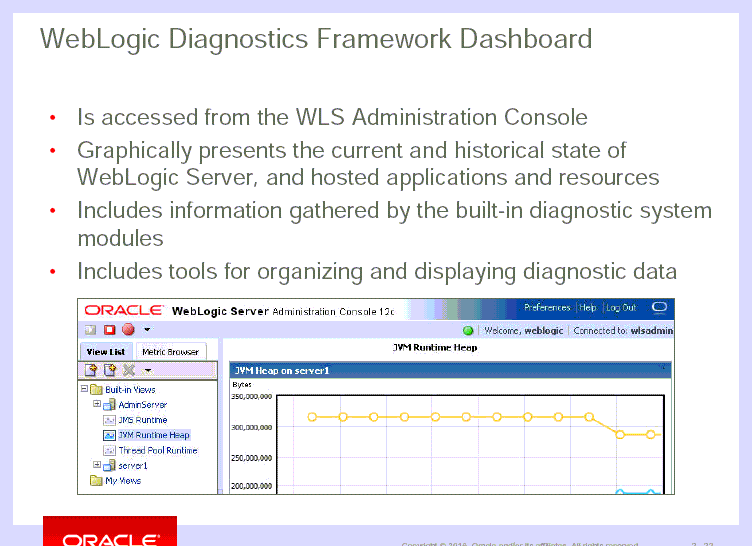 WebLogic Diagnostics Framework Dashboard
• Is accessed from the WLS Administration Console
• Graphically presents the current and historical state of
WebLogic Server, and hosted applications and resources
• Includes information gathered by the built-in diagnostic system
modules
• Includes tools for organizing and displaying diagnostic data
ORACLE WebLogic Server Administration Console 12c
Preferences Help Log Out
Welcome, weblogic Connected to: wlsadmin
View List Metric Browser
JVM Runtime Heap
JVM Heap on server1
Built-in Views
AdminServer
JMS Runtime
JVM Runtime Heap
Thread Pool Runtime
server1
My Views
Bytes
350,000,000
300,000,000
250,000,000
200,000,000
ORACLE